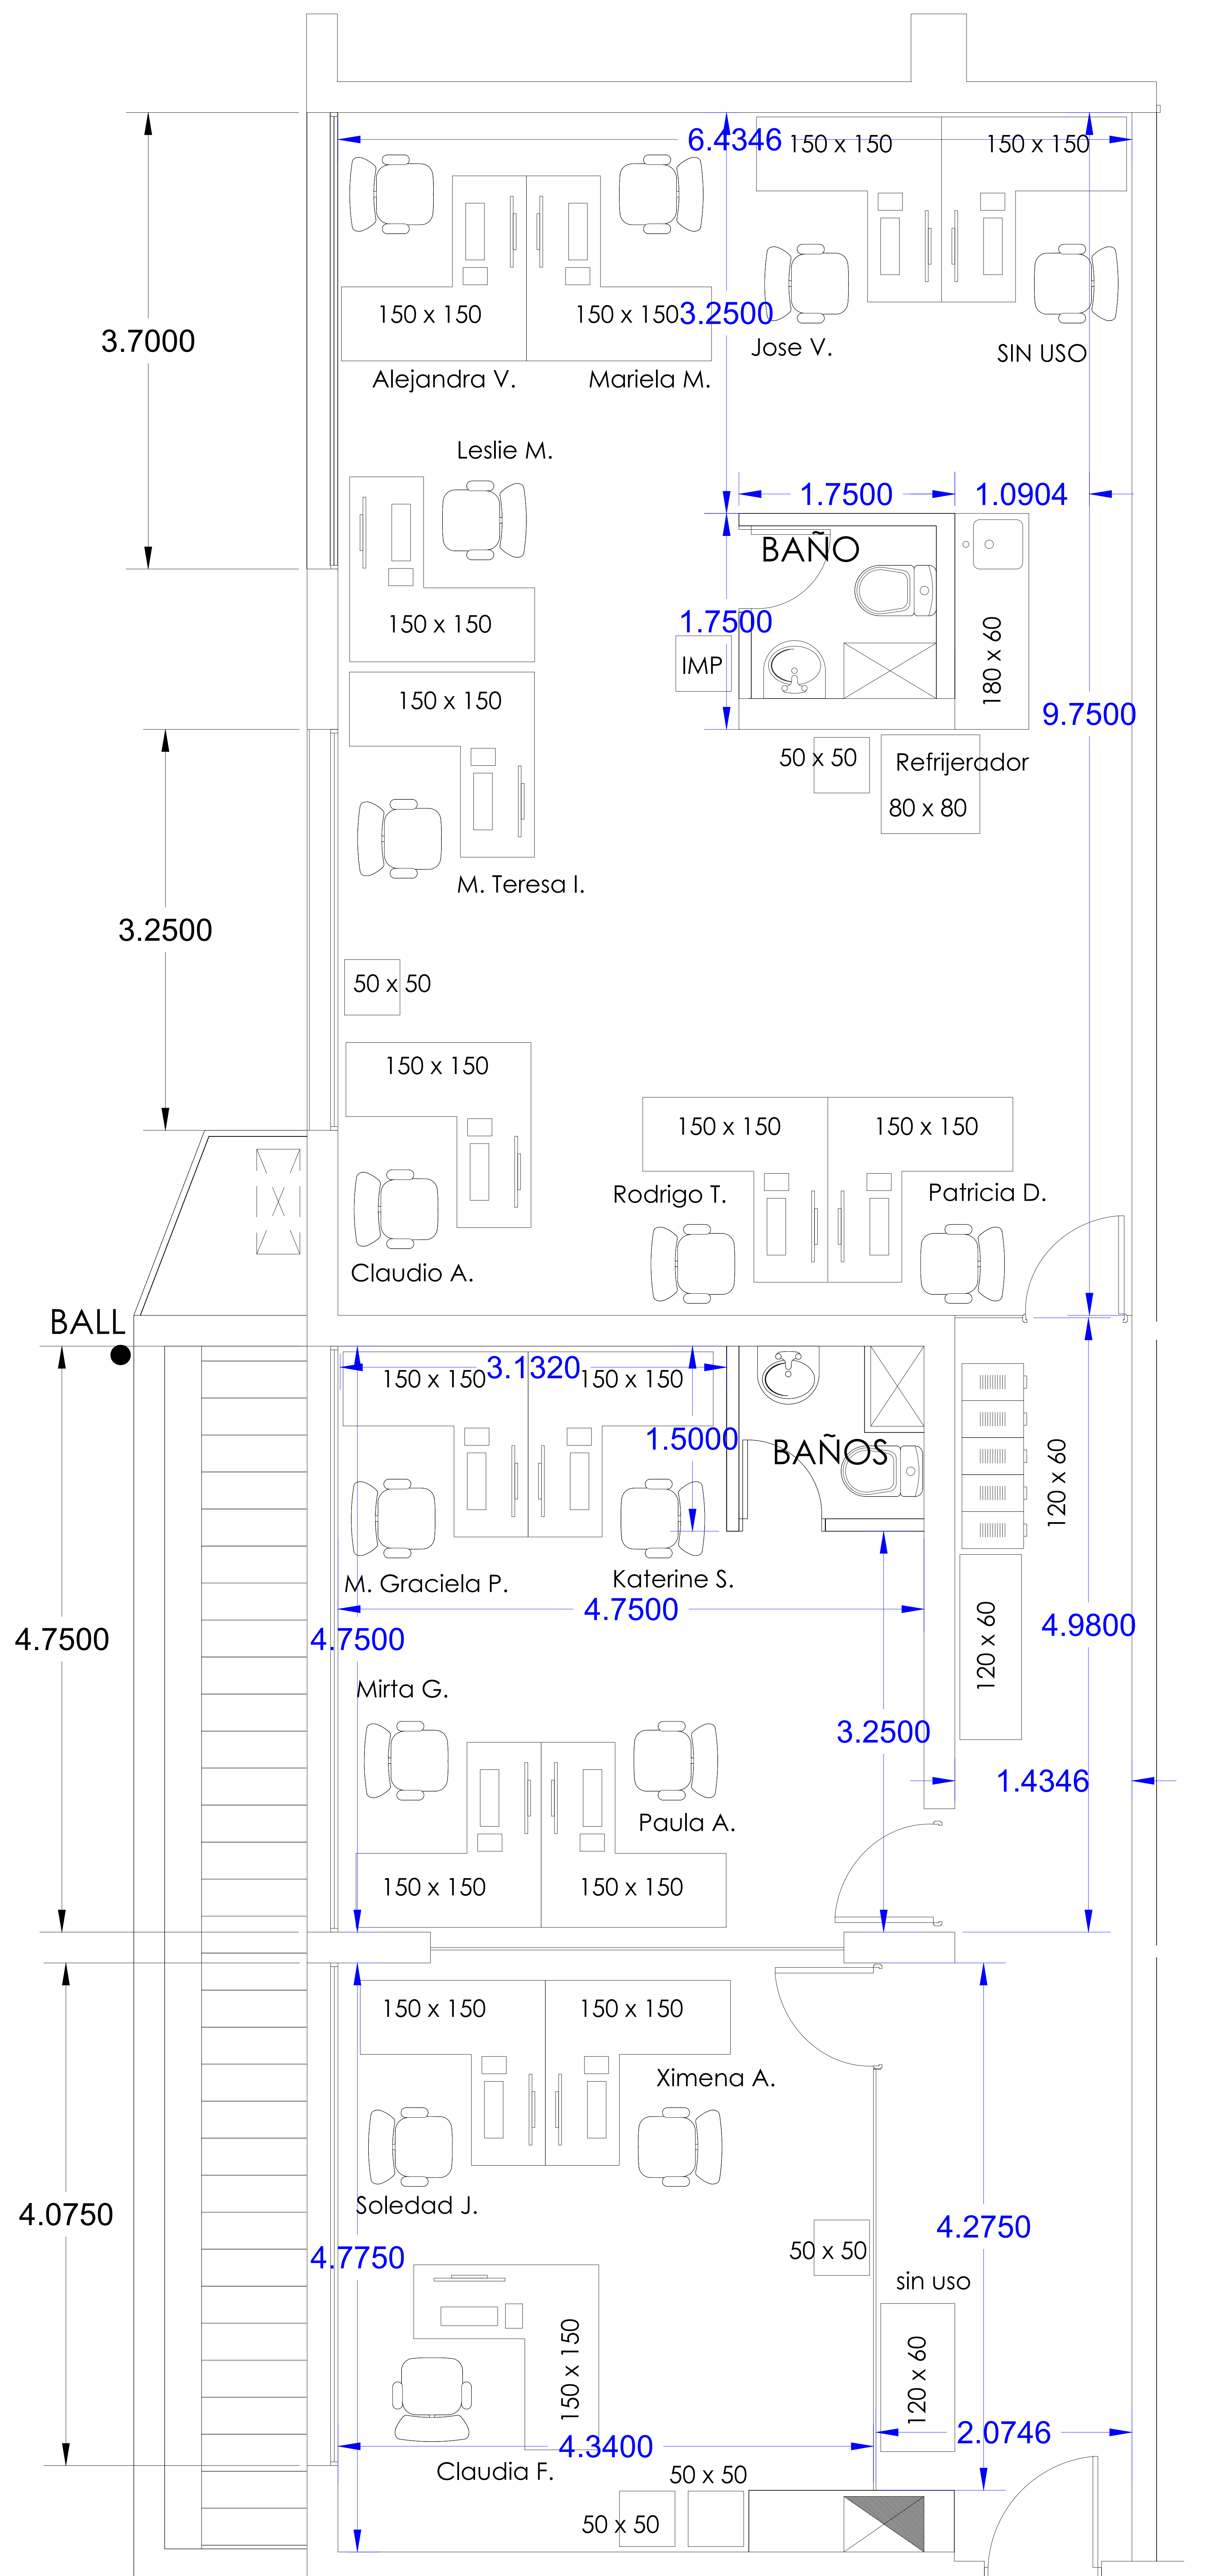 6.4346
150 x 150
150 x 150
150 x 150
150 x 150
3.2500
3.7000
Jose V.
SIN USO
Alejandra V.
Mariela M.
Leslie M.
1.7500
1.0904
BAÑO
150 x 150
1.7500
IMP
180 x 60
150 x 150
9.7500
50 x 50
Refrijerador
80 x 80
M. Teresa I.
3.2500
50 x 50
150 x 150
150 x 150
150 x 150
Rodrigo T.
Patricia D.
Claudio A.
BALL
3.1320
150 x 150
150 x 150
1.5000
BAÑOS
120 x 60
M. Graciela P.
Katerine S.
4.7500
4.7500
4.7500
120 x 60
4.9800
Mirta G.
3.2500
1.4346
Paula A.
150 x 150
150 x 150
150 x 150
150 x 150
Ximena A.
Soledad J.
4.0750
4.2750
50 x 50
4.7750
sin uso
150 x 150
120 x 60
2.0746
4.3400
Claudia F.
50 x 50
50 x 50